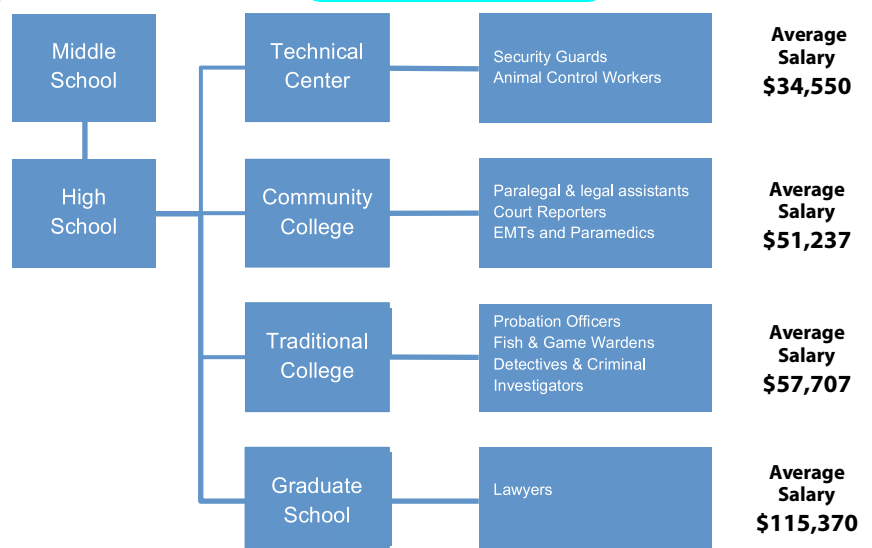 Middle
School
Technical
Center
Security Guards
Animal Control Workers
Average
Salary
$34,550
High
School
Community
College
Paralegal & legal assistants
Court Reporters
EMTs and Paramedics
Average
Salary
$51,237
Traditional
College
Probation Officers
Fish & Game Wardens
Detectives & Criminal
Investigators
Average
Salary
$57,707
Graduate
School
Lawyers
Average
Salary
$115,370